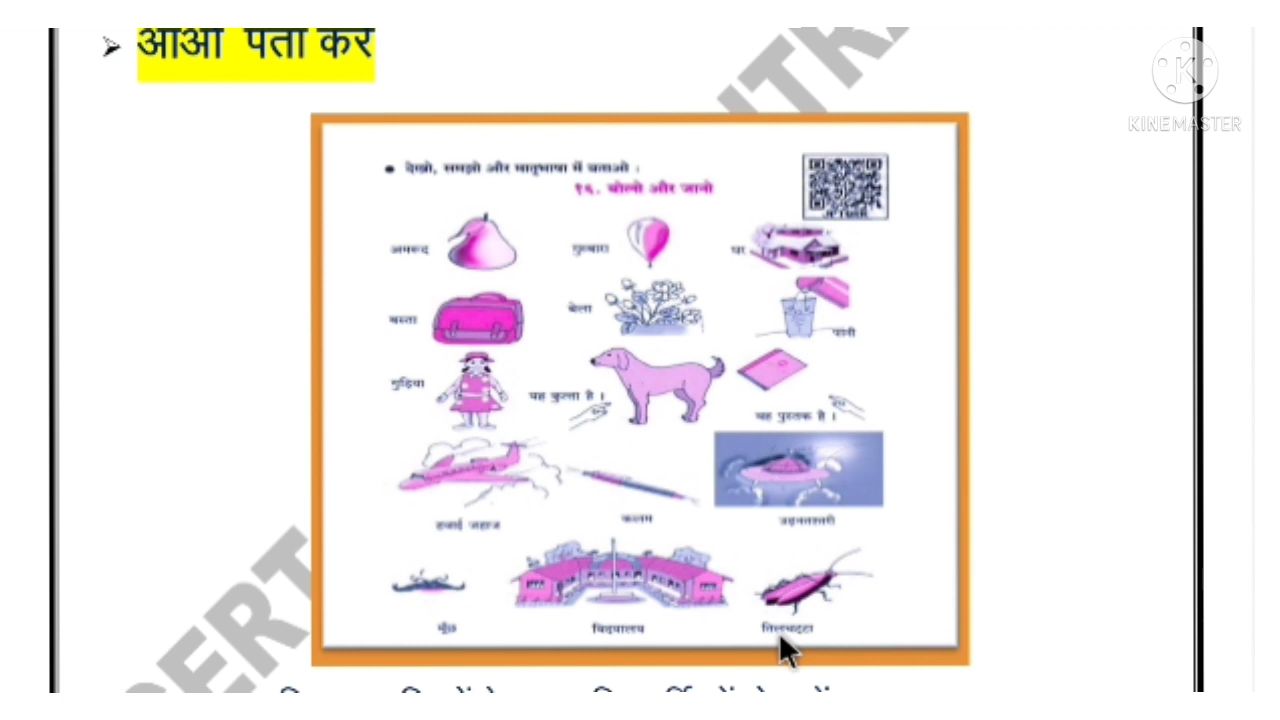 ➢ आओ पता करें
● देखो, समझो और मातृभाषा में बताओ :
१६. बोलो और जानो
अमरूद
गुब्बारा
घर
बस्ता
बेला
पानी
गुड़िया
यह कुत्ता है ।
वह पुस्तक है ।
हवाई जहाज
कलम
उड़नतश्तरी
मूँछ
विद्यालय
तिलचट्टा
KINEMASTER